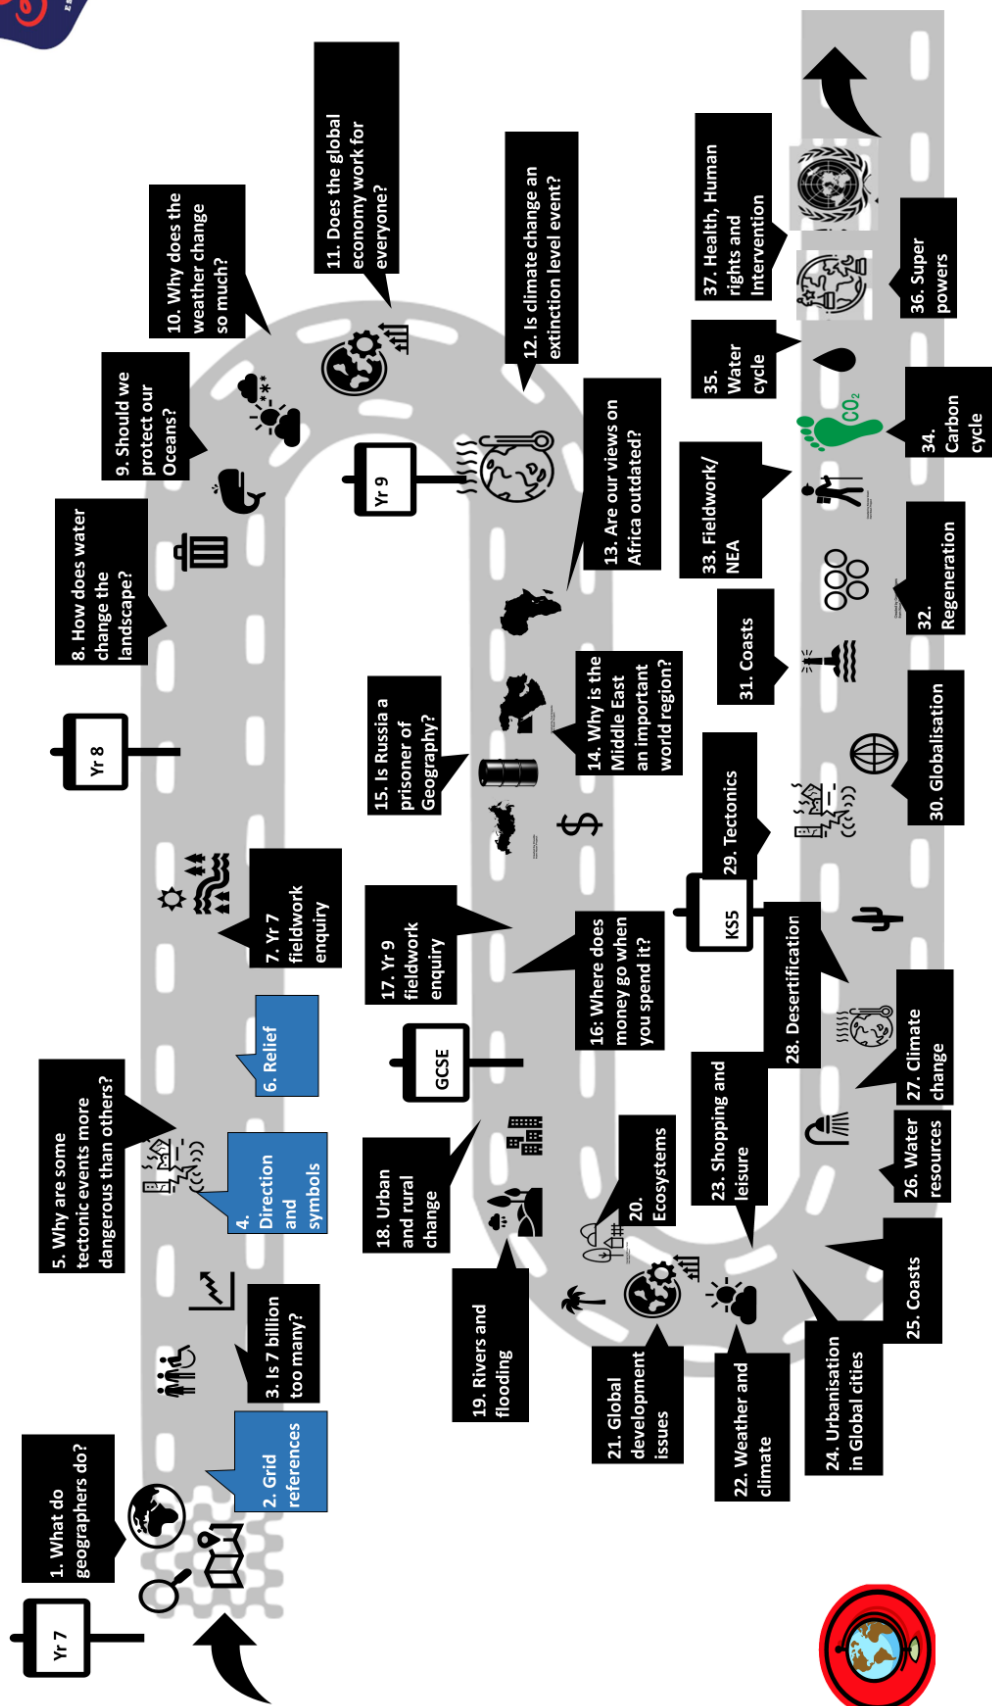 Yr 7
1. What do
geographers do?
2. Grid
references
3. Is 7 billion
too many?
4.
Direction
and
symbols
5. Why are some
tectonic events more
dangerous than others?
6. Relief
7. Yr 7
fieldwork
enquiry
Yr 8
8. How does water
change the
landscape?
9. Should we
protect our
Oceans?
10. Why does the
weather change
so much?
11. Does the global
economy work for
everyone?
12. Is climate change an
extinction level event?
Yr 9
13. Are our views on
Africa outdated?
14. Why is the
Middle East
an important
world region?
15. Is Russia a
prisoner of
Geography?
$
16: Where does
money go when
you spend it?
17. Yr 9
fieldwork
enquiry
GCSE
18. Urban
and rural
change
19. Rivers and
flooding
20.
Ecosystems
21. Global
development
issues
22. Weather and
climate
23. Shopping and
leisure
24. Urbanisation
in Global cities
25. Coasts
26. Water
resources
27. Climate
change
28. Desertification
KS5
29. Tectonics
30. Globalisation
31. Coasts
32.
Regeneration
33. Fieldwork/
NEA
34.
Carbon
cycle
CO2
35.
Water
cycle
36. Super
powers
37. Health, Human
rights and
Intervention